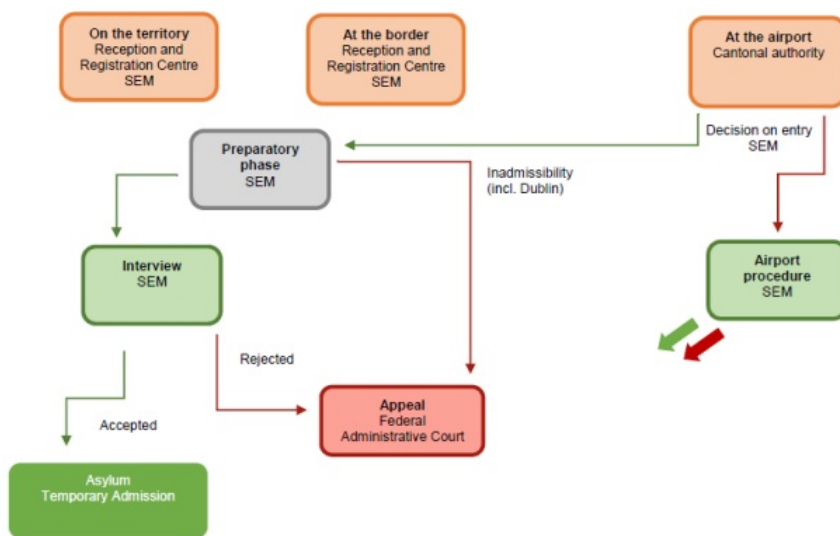 On the territory
Reception and
Registration Centre
SEM
At the border
Reception and
Registration Centre
SEM
At the airport
Cantonal authority
Decision on entry
SEM
Preparatory
phase
SEM
Inadmissibility
(incl. Dublin)
Interview
SEM
Airport
procedure
SEM
Rejected
Appeal
Federal
Administrative Court
Accepted
Asylum
Temporary Admission